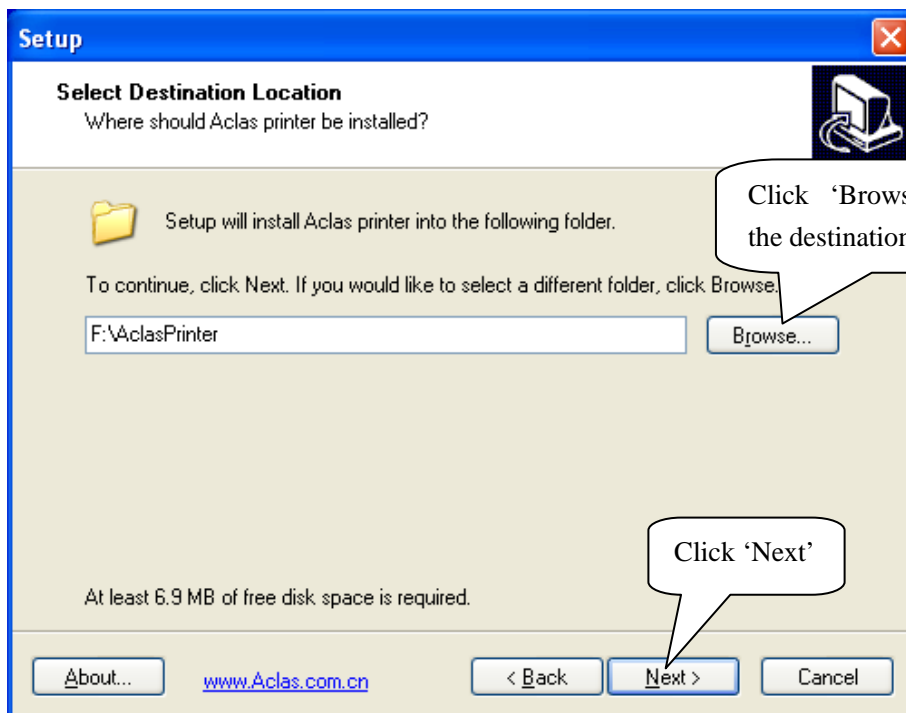 Setup
Select Destination Location
Where should Aclas printer be installed?
Click ‘Brows
the destination
Setup will install Aclas printer into the following folder.
To continue, click Next. If you would like to select a different folder, click Browse.
F:\AclasPrinter
Browse...
Click ‘Next’
At least 6.9 MB of free disk space is required.
About...
www.Aclas.com.cn
< Back
Next >
Cancel